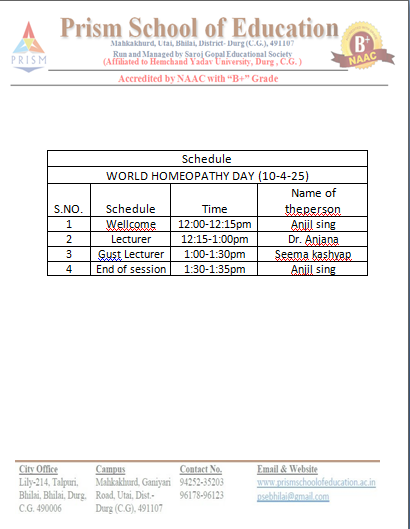 Prism School of Education
Mahkakhurd, Utai, Bhilai, District- Durg (C.G.), 491107
Run and Managed by Saroj Gopal Educational Society
(Affiliated to Hemchand Yadav University, Durg , C.G. )
Accredited by NAAC with "B+" Grade
PRISM
B+
NAAC
Schedule
WORLD HOMEOPATHY DAY (10-4-25)
S.NO. Schedule Time Name of theperson
1 Wellcome 12:00-12:15pm Anjil sing
2 Lecturer 12:15-1:00pm Dr. Anjana
3 Gust Lecturer 1:00-1:30pm Seema kashyap
4 End of session 1:30-1:35pm Anjil sing
City Office Campus Contact No. Email & Website
Lily-214, Talpuri, Mahkakhurd, Ganiyari 94252-35203 www.prismschoolofeducation.ac.in
Bhilai, Bhilai, Durg, Road, Utai, Dist.- 96178-96123 psebhilai@gmail.com
C.G. 490006 Durg (C.G), 491107